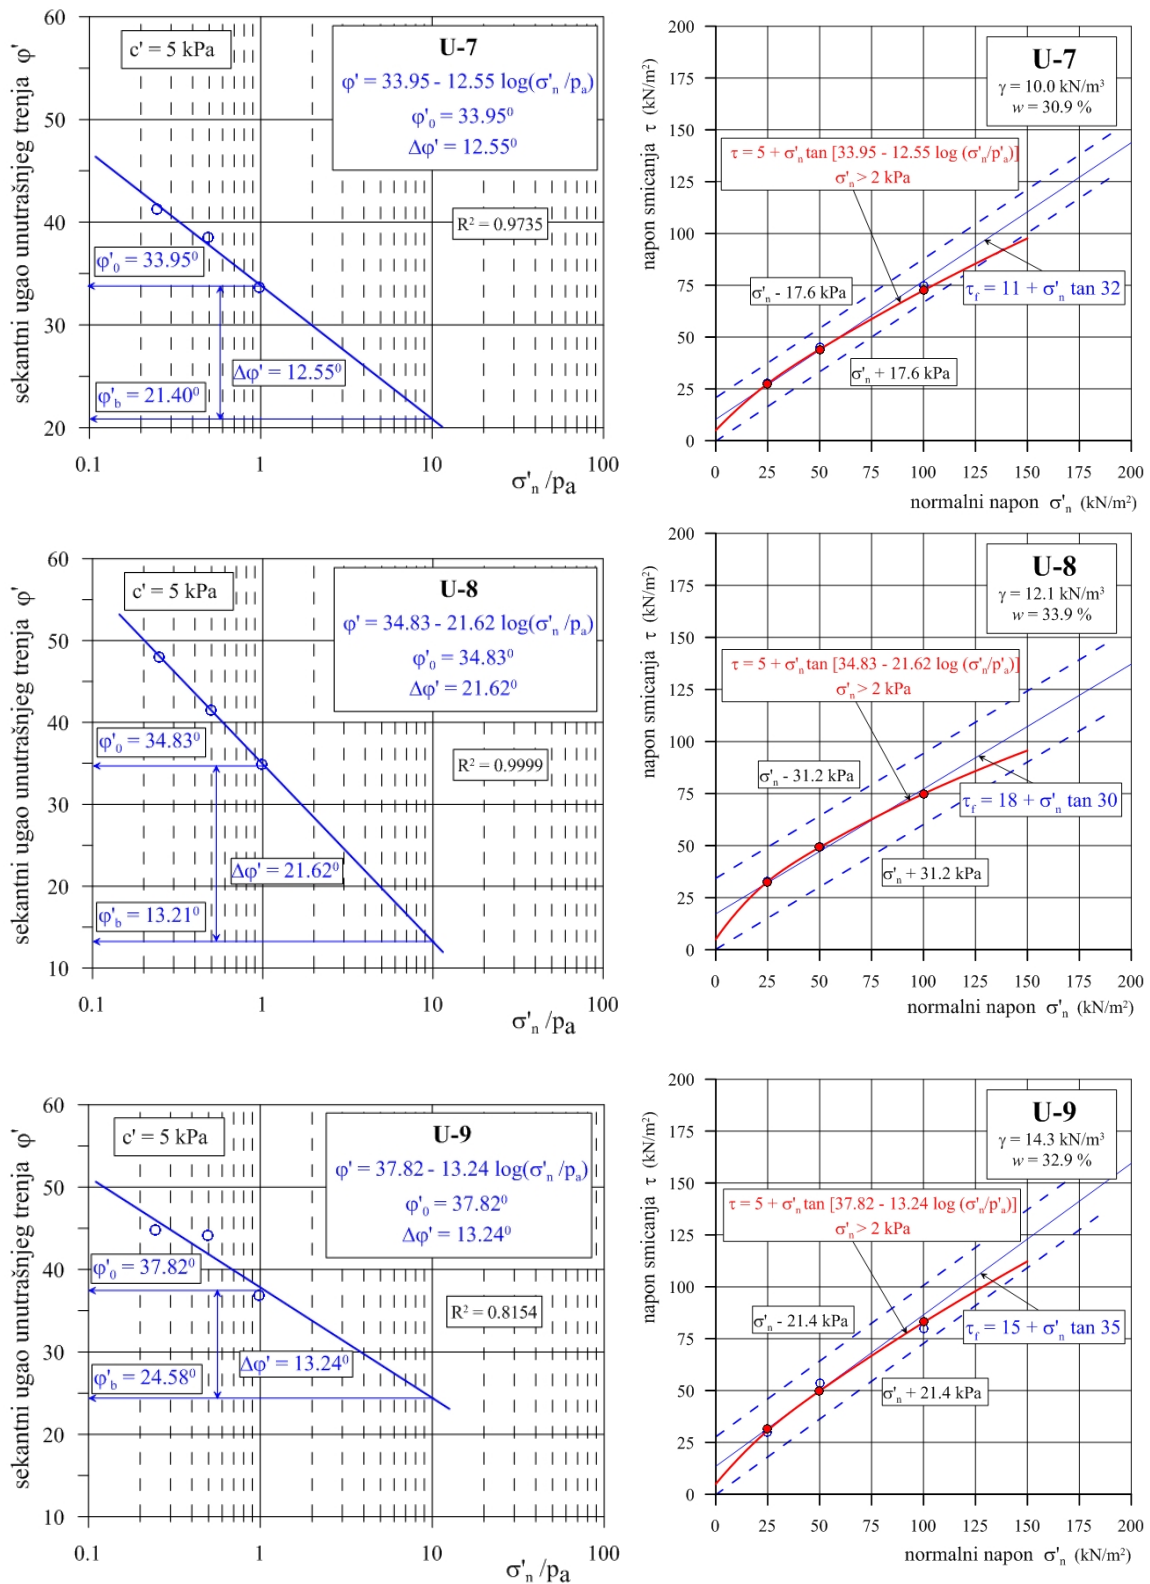 60
50
40
30
20
sekantni ugao unutrašnjeg trenja φ'
c' = 5 kPa
U-7
φ' = 33.95 - 12.55 log(σ'n /pa)
φ'0 = 33.95⁰
Δφ' = 12.55⁰
R² = 0.9735
φ'0 = 33.95⁰
Δφ' = 12.55⁰
φ'b = 21.40⁰
0.1 1 10 100
σ'n /pa
200
175
150
125
100
75
50
25
0
napon smicanja τ (kN/m²)
U-7
γ = 10.0 kN/m³
w = 30.9 %
τ = 5 + σ'n tan [33.95 - 12.55 log (σ'n/p'a)]
σ'n > 2 kPa
σ'n - 17.6 kPa
τf = 11 + σ'n tan 32
σ'n + 17.6 kPa
0 25 50 75 100 125 150 175 200
normalni napon σ'n (kN/m²)
60
50
40
30
20
10
sekantni ugao unutrašnjeg trenja φ'
c' = 5 kPa
U-8
φ' = 34.83 - 21.62 log(σ'n /pa)
φ'0 = 34.83⁰
Δφ' = 21.62⁰
R² = 0.9999
φ'0 = 34.83⁰
Δφ' = 21.62⁰
φ'b = 13.21⁰
0.1 1 10 100
σ'n /pa
200
175
150
125
100
75
50
25
0
napon smicanja τ (kN/m²)
U-8
γ = 12.1 kN/m³
w = 33.9 %
τ = 5 + σ'n tan [34.83 - 21.62 log (σ'n/p'a)]
σ'n > 2 kPa
σ'n - 31.2 kPa
τf = 18 + σ'n tan 30
σ'n + 31.2 kPa
0 25 50 75 100 125 150 175 200
normalni napon σ'n (kN/m²)
60
50
40
30
20
10
sekantni ugao unutrašnjeg trenja φ'
c' = 5 kPa
U-9
φ' = 37.82 - 13.24 log(σ'n /pa)
φ'0 = 37.82⁰
Δφ' = 13.24⁰
R² = 0.8154
φ'0 = 37.82⁰
Δφ' = 13.24⁰
φ'b = 24.58⁰
0.1 1 10 100
σ'n /pa
200
175
150
125
100
75
50
25
0
napon smicanja τ (kN/m²)
U-9
γ = 14.3 kN/m³
w = 32.9 %
τ = 5 + σ'n tan [37.82 - 13.24 log (σ'n/p'a)]
σ'n > 2 kPa
σ'n - 21.4 kPa
τf = 15 + σ'n tan 35
σ'n + 21.4 kPa
0 25 50 75 100 125 150 175 200
normalni napon σ'n (kN/m²)